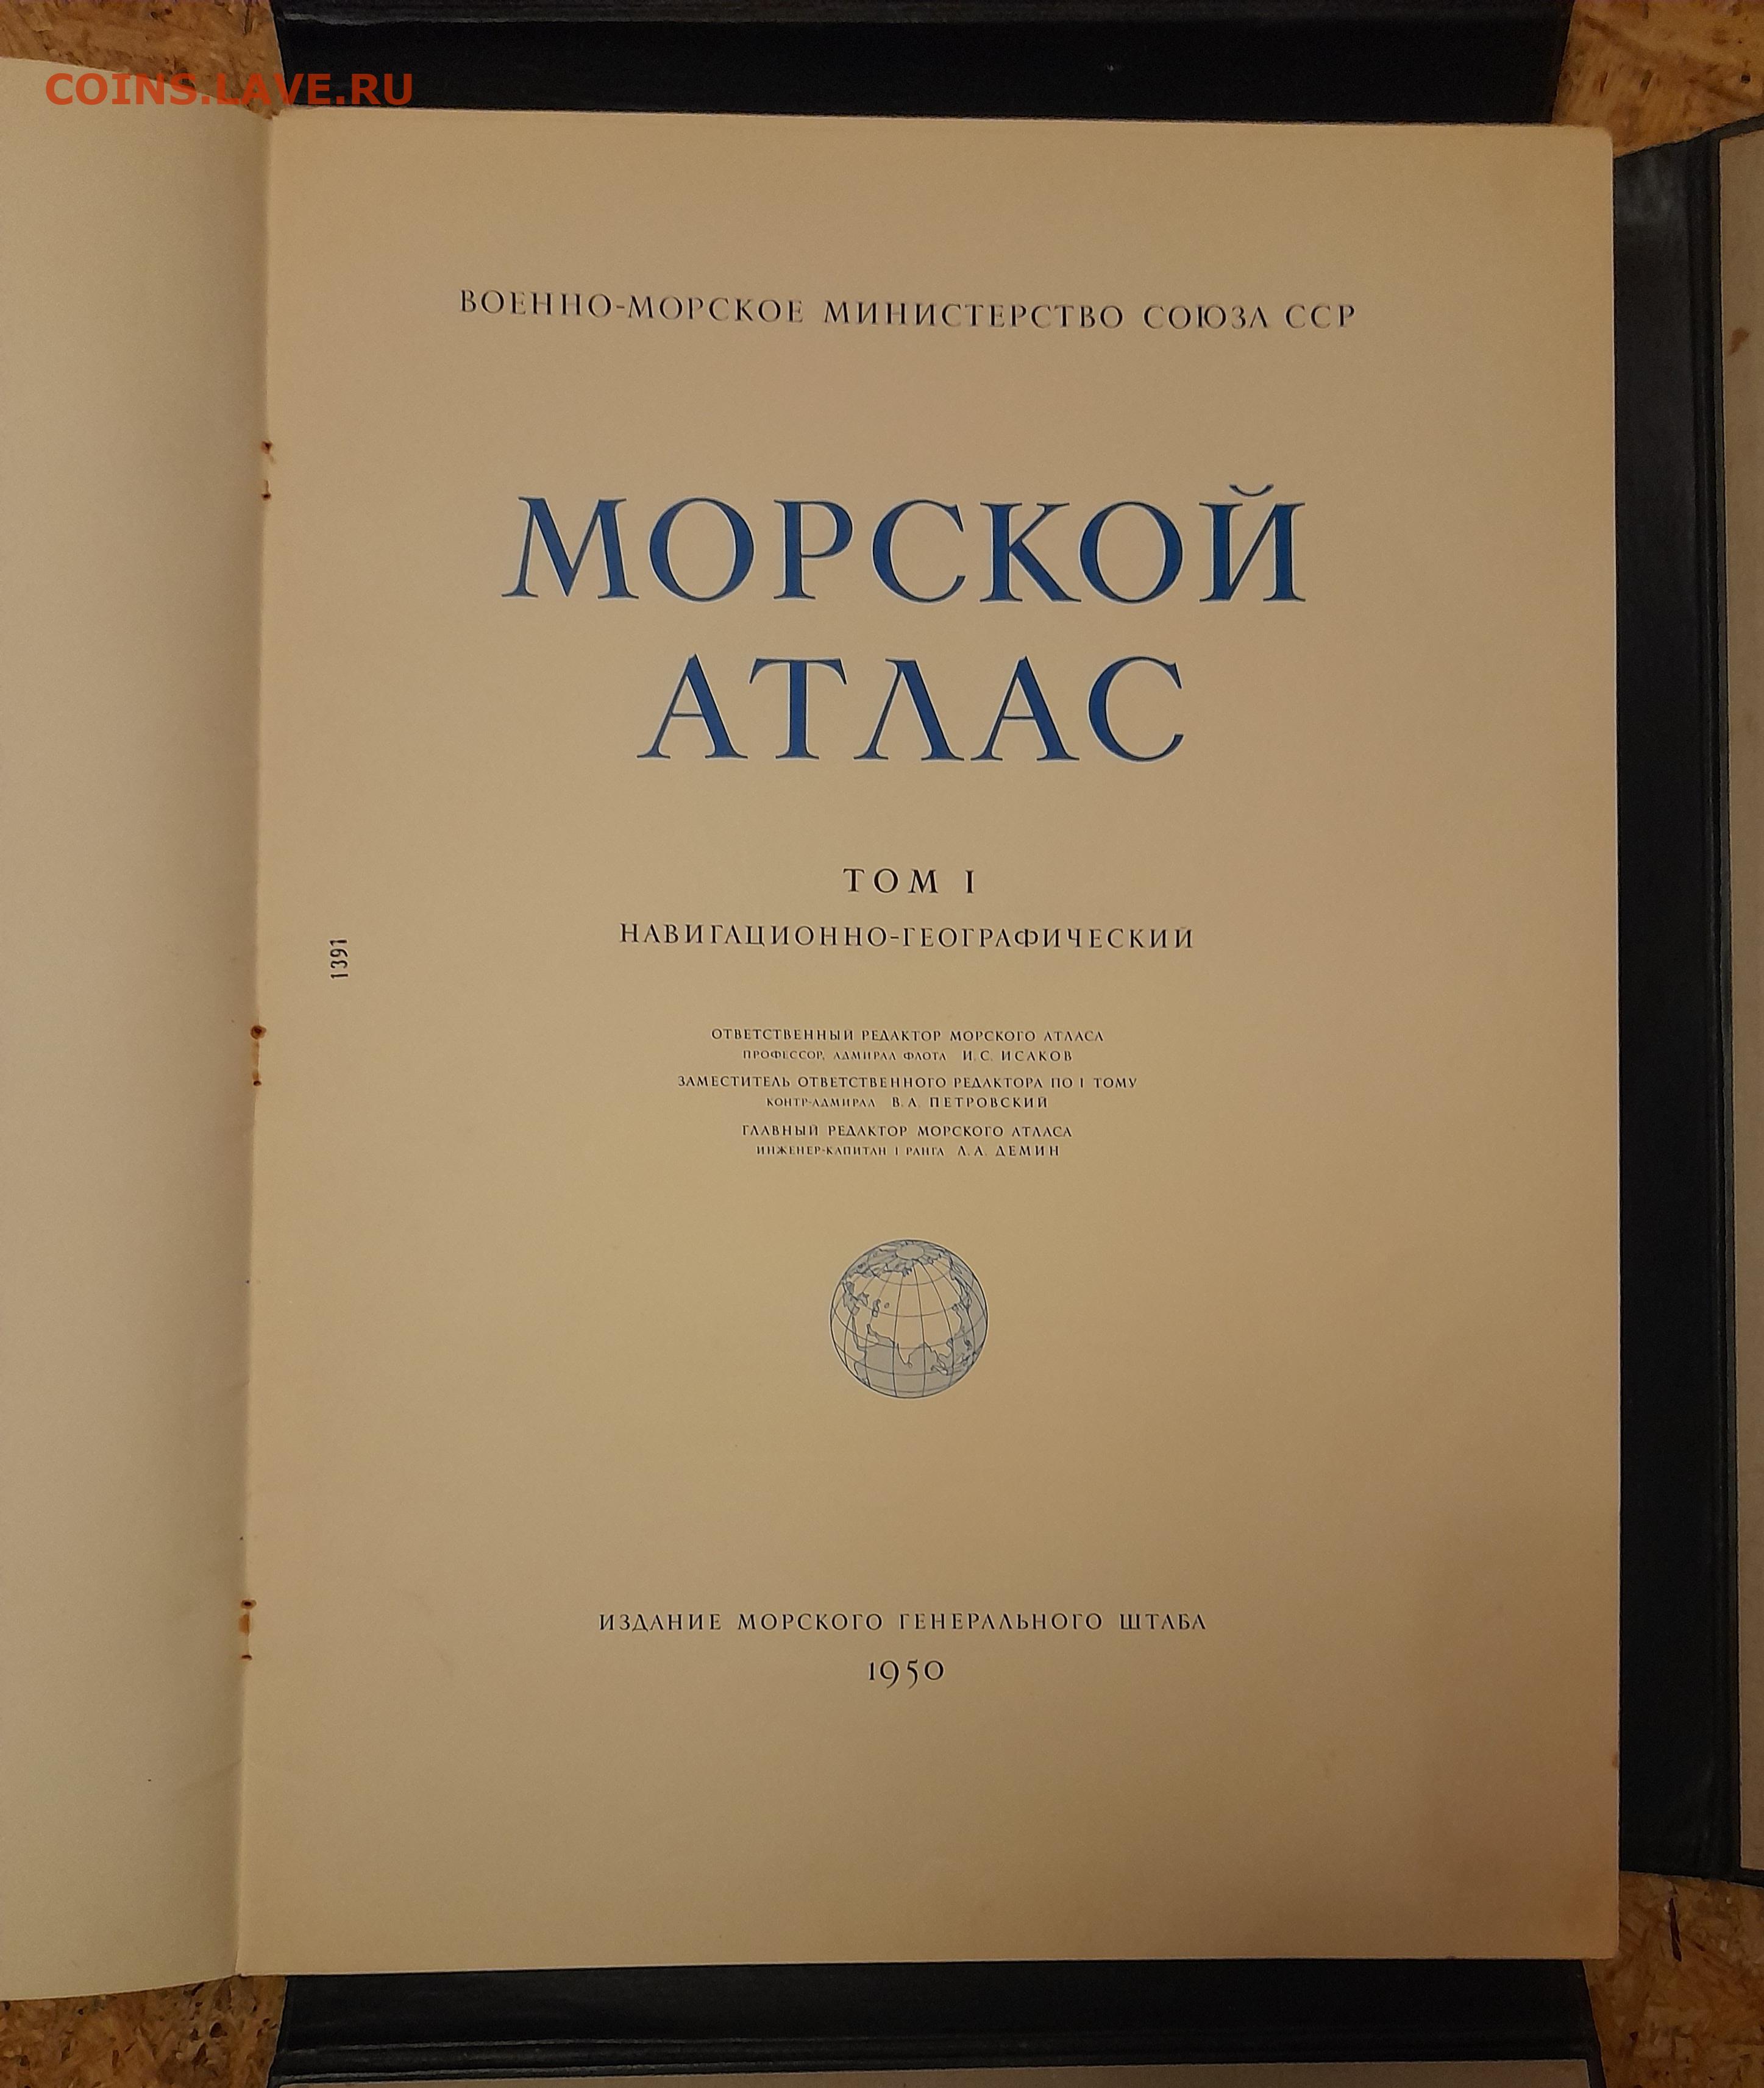 COINS.LAVE.RU
ВОЕННО-МОРСКОЕ МИНИСТЕРСТВО СОЮЗА ССР
МОРСКОЙ
АТЛАС
ТОМ I
НАВИГАЦИОННО-ГЕОГРАФИЧЕСКИЙ
1391
ОТВЕТСТВЕННЫЙ РЕДАКТОР МОРСКОГО АТЛАСА
ПРОФЕССОР, АДМИРАЛ ФЛОТА И. С. ИСАКОВ
ЗАМЕСТИТЕЛЬ ОТВЕТСТВЕННОГО РЕДАКТОРА ПО I ТОМУ
КОНТР-АДМИРАЛ В. А. ПЕТРОВСКИЙ
ГЛАВНЫЙ РЕДАКТОР МОРСКОГО АТЛАСА
ИНЖЕНЕР-КАПИТАН I РАНГА Л. А. ДЕМИН
ИЗДАНИЕ МОРСКОГО ГЕНЕРАЛЬНОГО ШТАБА
1950